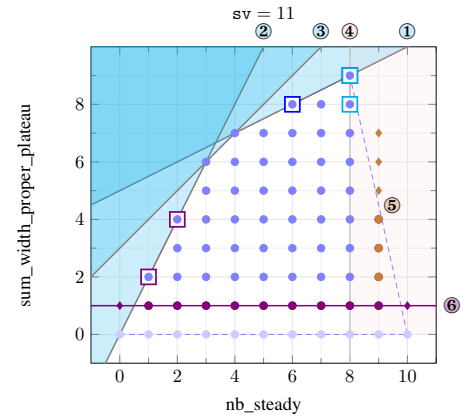 sv = 11
② ③ ④ ①
8
6
⑤
4
2
⑥
0
0 2 4 6 8 10
sum_width_proper_plateau
nb_steady